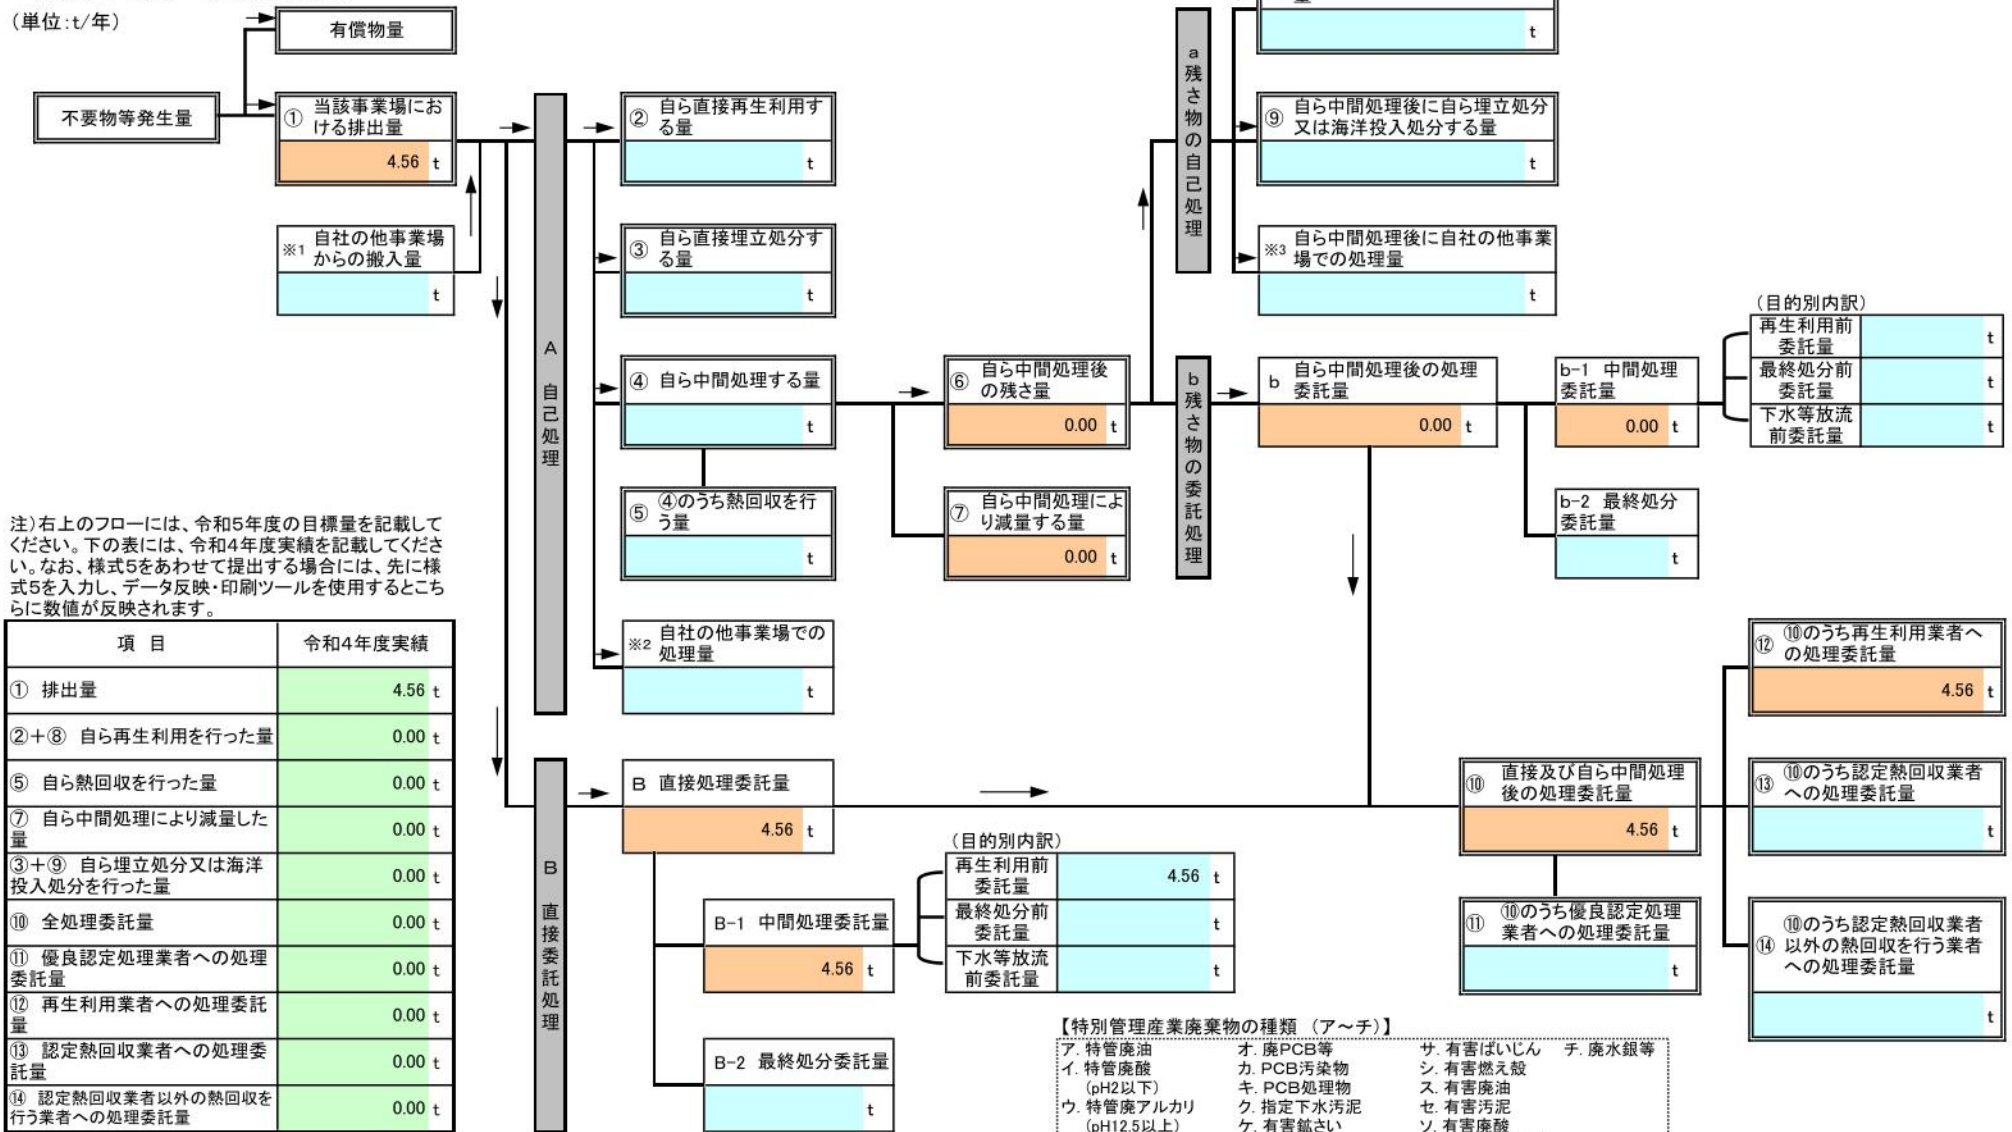 (単位:t/年)
有償物量
不要物等発生量
① 当該事業場にお
ける排出量
4.56 t
※1 自社の他事業場
からの搬入量
t
A 自己処理
② 自ら直接再生利用す
る量
t
③ 自ら直接埋立処分す
る量
t
④ 自ら中間処理する量
t
⑤ ④のうち熱回収を行
う量
t
※2 自社の他事業場での
処理量
t
⑥ 自ら中間処理後
の残さ量
0.00 t
⑦ 自ら中間処理によ
り減量する量
0.00 t
a 残さ物の自己処理
t
⑨ 自ら中間処理後に自ら埋立処分
又は海洋投入処分する量
t
※3 自ら中間処理後に自社の他事業
場での処理量
t
b 残さ物の委託処理
b 自ら中間処理後の処理
委託量
0.00 t
b-1 中間処理
委託量
0.00 t
(目的別内訳)
再生利用前
委託量
t
最終処分前
委託量
t
下水等放流
前委託量
t
b-2 最終処分
委託量
t
注)右上のフローには、令和5年度の目標量を記載して
ください。下の表には、令和4年度実績を記載してくださ
い。なお、様式5をあわせて提出する場合には、先に様
式5を入力し、データ反映・印刷ツールを使用するとこち
らに数値が反映されます。
項 目 令和4年度実績
① 排出量 4.56 t
②+⑧ 自ら再生利用を行った量 0.00 t
⑤ 自ら熱回収を行った量 0.00 t
⑦ 自ら中間処理により減量した
量 0.00 t
③+⑨ 自ら埋立処分又は海洋
投入処分を行った量 0.00 t
⑩ 全処理委託量 0.00 t
⑪ 優良認定処理業者への処理
委託量 0.00 t
⑫ 再生利用業者への処理委託
量 0.00 t
⑬ 認定熱回収業者への処理委
託量 0.00 t
⑭ 認定熱回収業者以外の熱回収を
行う業者への処理委託量 0.00 t
B 直接委託処理
B 直接処理委託量
4.56 t
B-1 中間処理委託量
4.56 t
(目的別内訳)
再生利用前
委託量
4.56 t
最終処分前
委託量
t
下水等放流
前委託量
t
B-2 最終処分委託量
t
⑩ 直接及び自ら中間処理
後の処理委託量
4.56 t
⑪ ⑩のうち優良認定処理
業者への処理委託量
t
⑫ ⑩のうち再生利用業者へ
の処理委託量
4.56 t
⑬ ⑩のうち認定熱回収業者
への処理委託量
t
⑭ ⑩のうち認定熱回収業者
以外の熱回収を行う業者
への処理委託量
t
【特別管理産業廃棄物の種類 (ア~チ)】
ア. 特管廃油 オ. 廃PCB等 サ. 有害ばいじん チ. 廃水銀等
イ. 特管廃酸 カ. PCB汚染物 シ. 有害燃え殻
(pH2以下) キ. PCB処理物 ス. 有害廃油
ウ. 特管廃アルカリ ク. 指定下水汚泥 セ. 有害汚泥
(pH12.5以上) ケ. 有害鉱さい ソ. 有害廃酸